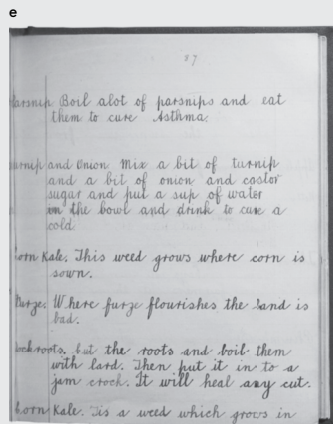 e
87
Parsnip Boil alot of parsnips and eat
them to cure Asthma.
urnip and Onion Mix a bit of turnip
and a bit of onion and castor
sugar and put a sup of water
in the bowl and drink to cure a
cold
Corn Kale. This weed grows where corn is
sown.
Furze. Where furze flourishes the land is
bad.
ock roots. Cut the roots and boil them
with lard. Then put it in to a
jam crock. It will heal any cut.
Corn Kale. Tis a weed which grows in